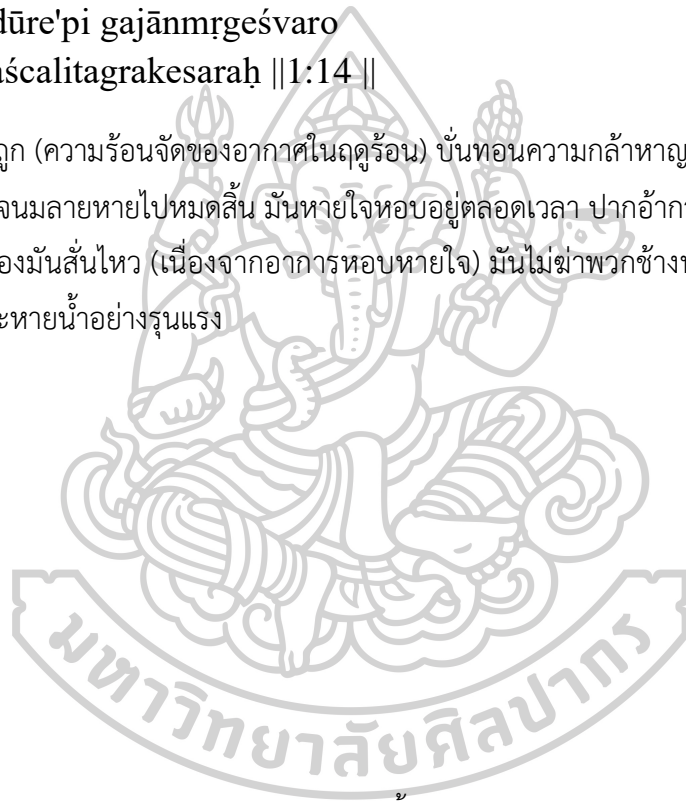 dūre'pi gajānmṛgeśvaro
aścalitagrakesaraḥ ||1:14 ||
ถูก (ความร้อนจัดของอากาศในฤดูร้อน) บั่นทอนความกล้าหาญ
จนมลายหายไปหมดสิ้น มันหายใจหอบอยู่ตลอดเวลา ปากอ้าก
องมันสั่นไหว (เนื่องจากอาการหอบหายใจ) มันไม่ฆ่าพวกช้าง
ะหายน้ำอย่างรุนแรง
มหาวิทยาลัยศิลปากร